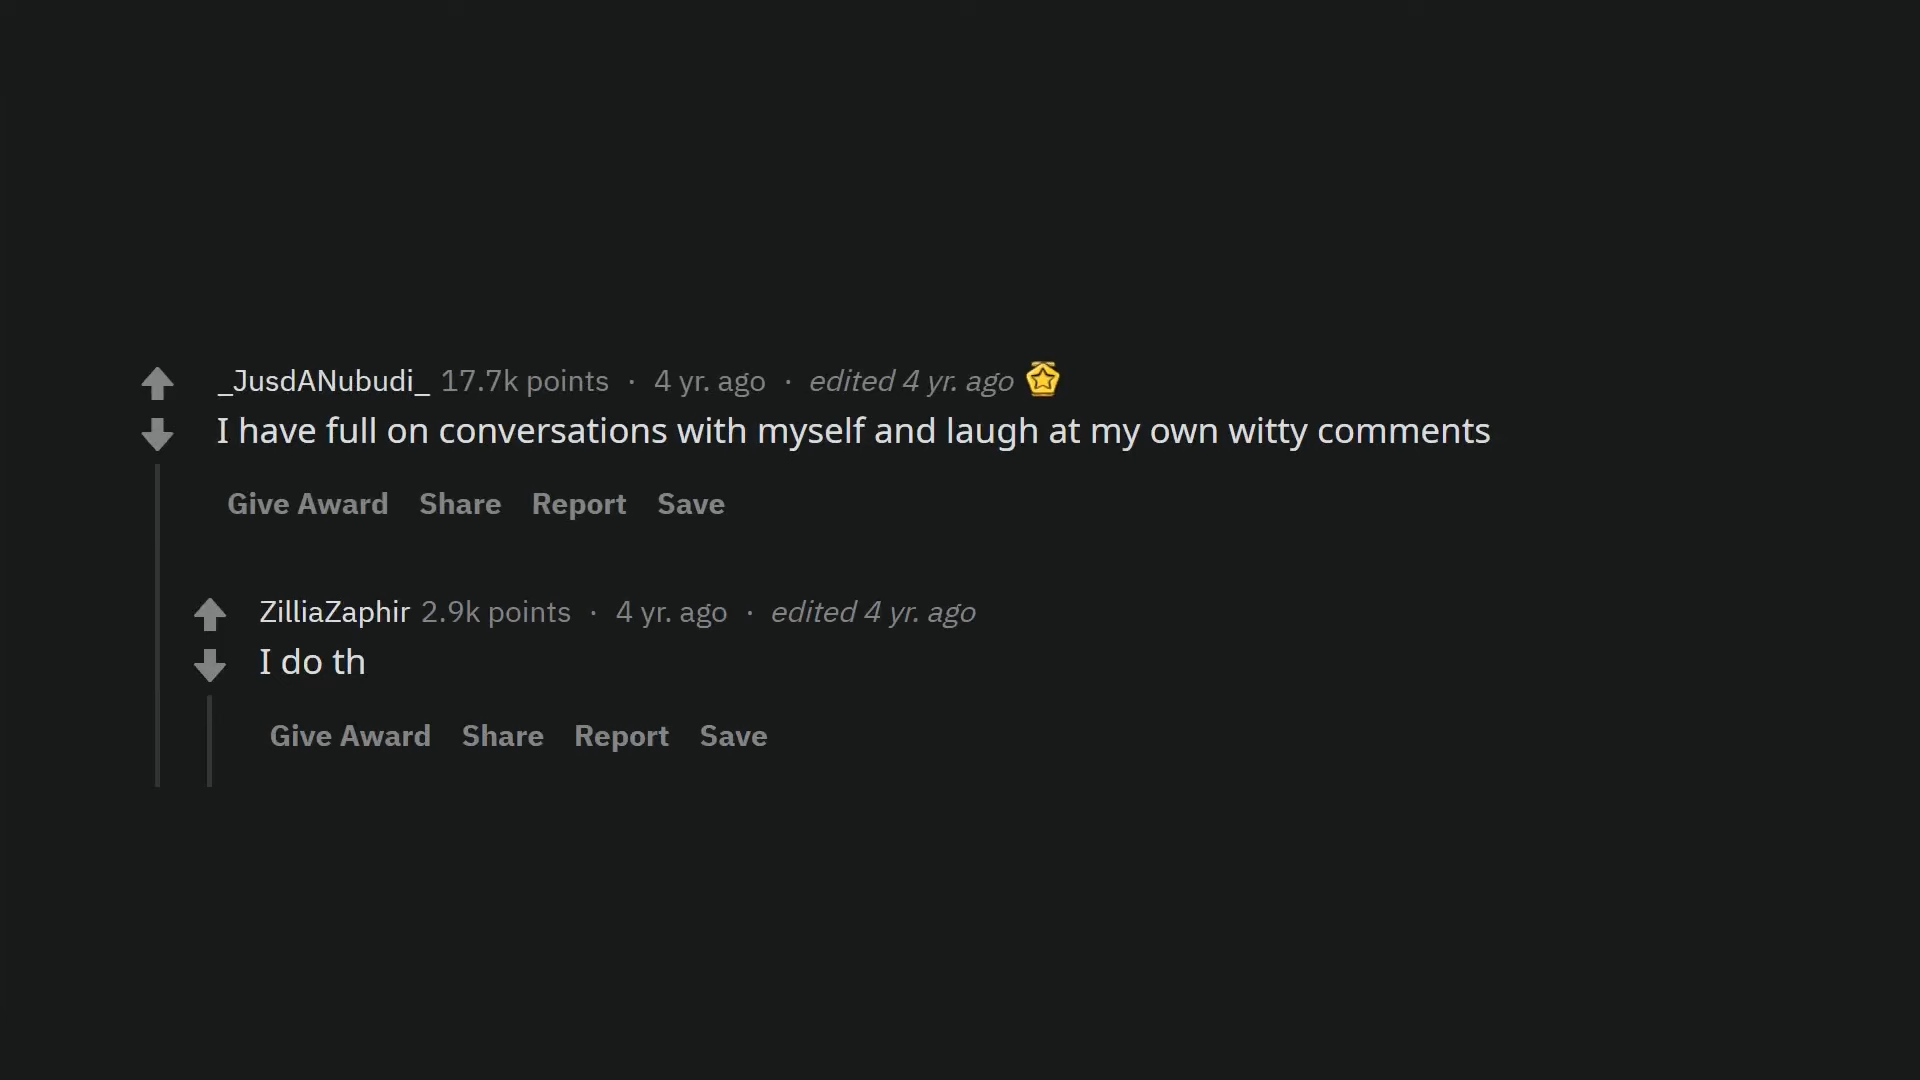 _JusdANubudi_ 17.7k points · 4 yr. ago · edited 4 yr. ago
I have full on conversations with myself and laugh at my own witty comments
Give Award Share Report Save
ZilliaZaphir 2.9k points · 4 yr. ago · edited 4 yr. ago
I do th
Give Award Share Report Save